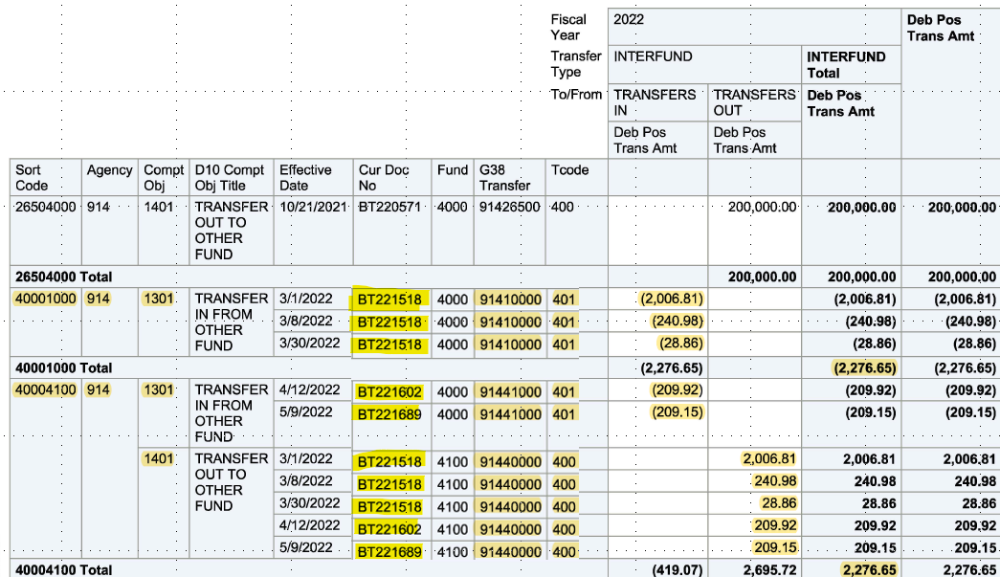 Fiscal Year 2022 Deb Pos Trans Amt
Transfer Type INTERFUND INTERFUND Total
To/From TRANSFERS IN TRANSFERS OUT Deb Pos Trans Amt
Deb Pos Trans Amt Deb Pos Trans Amt
Sort Code Agency Compt Obj D10 Compt Obj Title Effective Date Cur Doc No Fund G38 Transfer Tcode
26504000 914 1401 TRANSFER OUT TO OTHER FUND 10/21/2021 BT220571 4000 91426500 400 200,000.00 200,000.00 200,000.00
26504000 Total 200,000.00 200,000.00 200,000.00
40001000 914 1301 TRANSFER IN FROM OTHER FUND 3/1/2022 BT221518 4000 91410000 401 (2,006.81) (2,006.81) (2,006.81)
3/8/2022 BT221518 4000 91410000 401 (240.98) (240.98) (240.98)
3/30/2022 BT221518 4000 91410000 401 (28.86) (28.86) (28.86)
40001000 Total (2,276.65) (2,276.65) (2,276.65)
40004100 914 1301 TRANSFER IN FROM OTHER FUND 4/12/2022 BT221602 4000 91441000 401 (209.92) (209.92) (209.92)
5/9/2022 BT221689 4000 91441000 401 (209.15) (209.15) (209.15)
1401 TRANSFER OUT TO OTHER FUND 3/1/2022 BT221518 4100 91440000 400 2,006.81 2,006.81 2,006.81
3/8/2022 BT221518 4100 91440000 400 240.98 240.98 240.98
3/30/2022 BT221518 4100 91440000 400 28.86 28.86 28.86
4/12/2022 BT221602 4100 91440000 400 209.92 209.92 209.92
5/9/2022 BT221689 4100 91440000 400 209.15 209.15 209.15
40004100 Total (419.07) 2,695.72 2,276.65 2,276.65